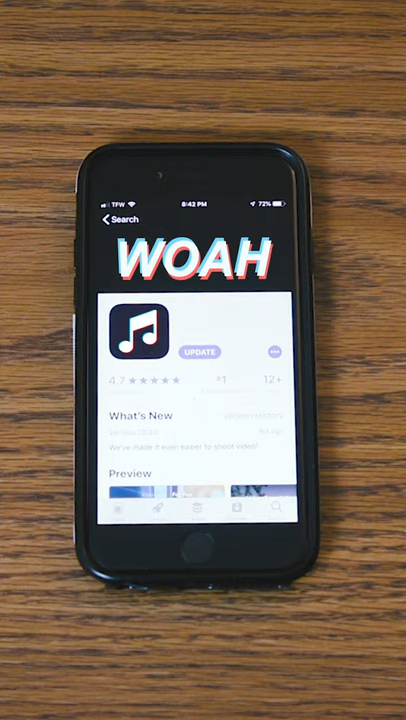 TFW
8:42 PM
72%
Search
WOAH
UPDATE
4.7
#1
12+
What's New
Version History
We've made it even easier to shoot video!
Preview